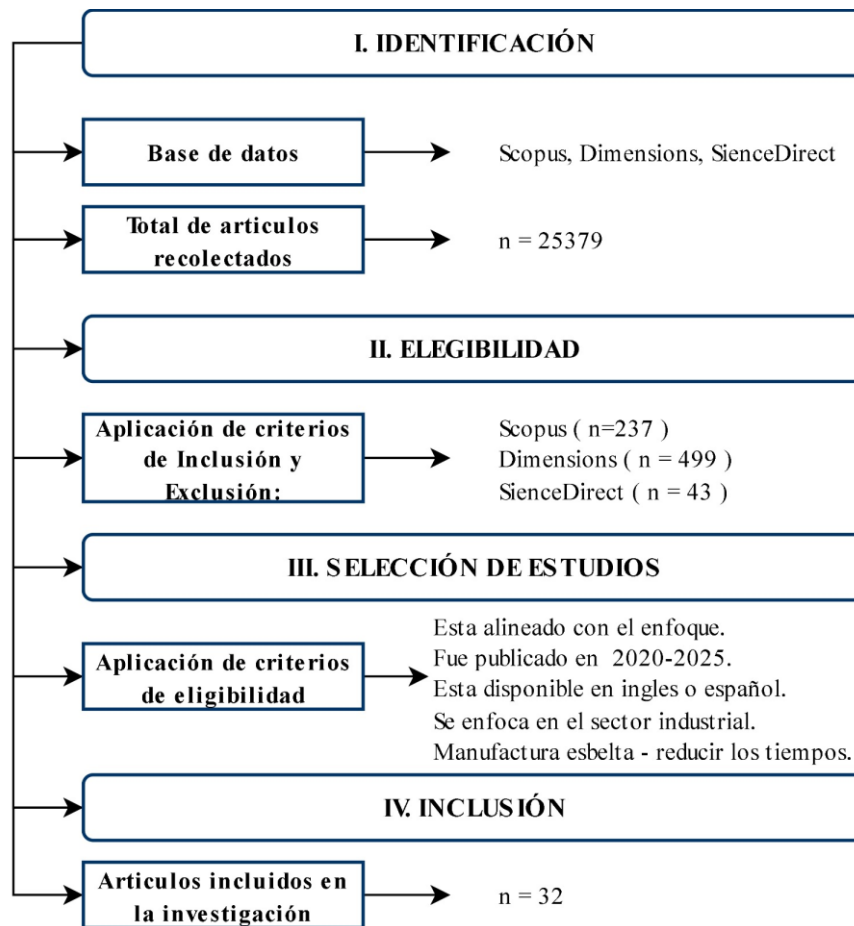 I. IDENTIFICACIÓN
Base de datos
Scopus, Dimensions, SienceDirect
Total de articulos
recolectados
n = 25379
II. ELEGIBILIDAD
Aplicación de criterios
de Inclusión y
Exclusión:
Scopus ( n=237 )
Dimensions ( n = 499 )
SienceDirect ( n = 43 )
III. SELECCIÓN DE ESTUDIOS
Aplicación de criterios
de eligibilidad
Esta alineado con el enfoque.
Fue publicado en 2020-2025.
Esta disponible en ingles o español.
Se enfoca en el sector industrial.
Manufactura esbelta - reducir los tiempos.
IV. INCLUSIÓN
Articulos incluidos en
la investigación
n = 32